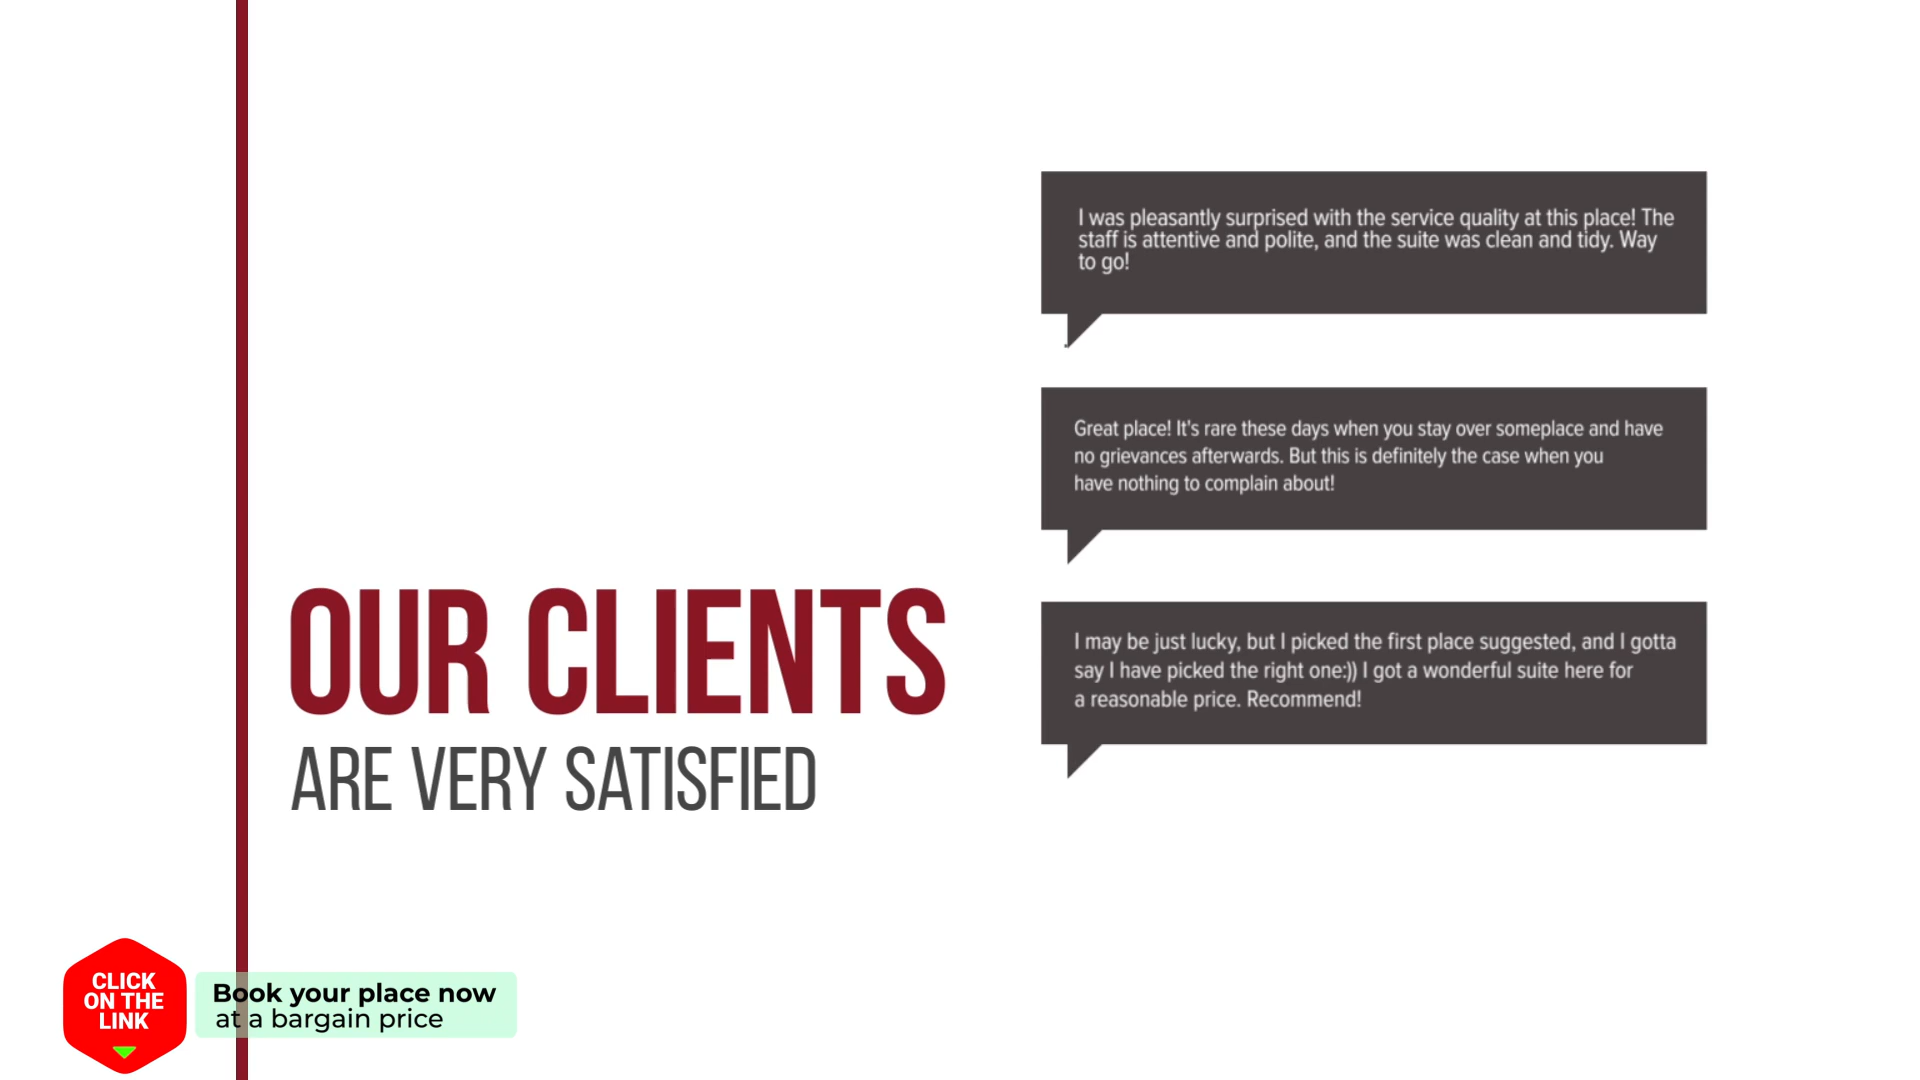 I was pleasantly surprised with the service quality at this place! The
staff is attentive and polite, and the suite was clean and tidy. Way
to go!
Great place! It's rare these days when you stay over someplace and have
no grievances afterwards. But this is definitely the case when you
have nothing to complain about!
I may be just lucky, but I picked the first place suggested, and I gotta
say I have picked the right one:)) I got a wonderful suite here for
a reasonable price. Recommend!
OUR CLIENTS
ARE VERY SATISFIED
CLICK
ON THE
LINK
Book your place now
at a bargain price